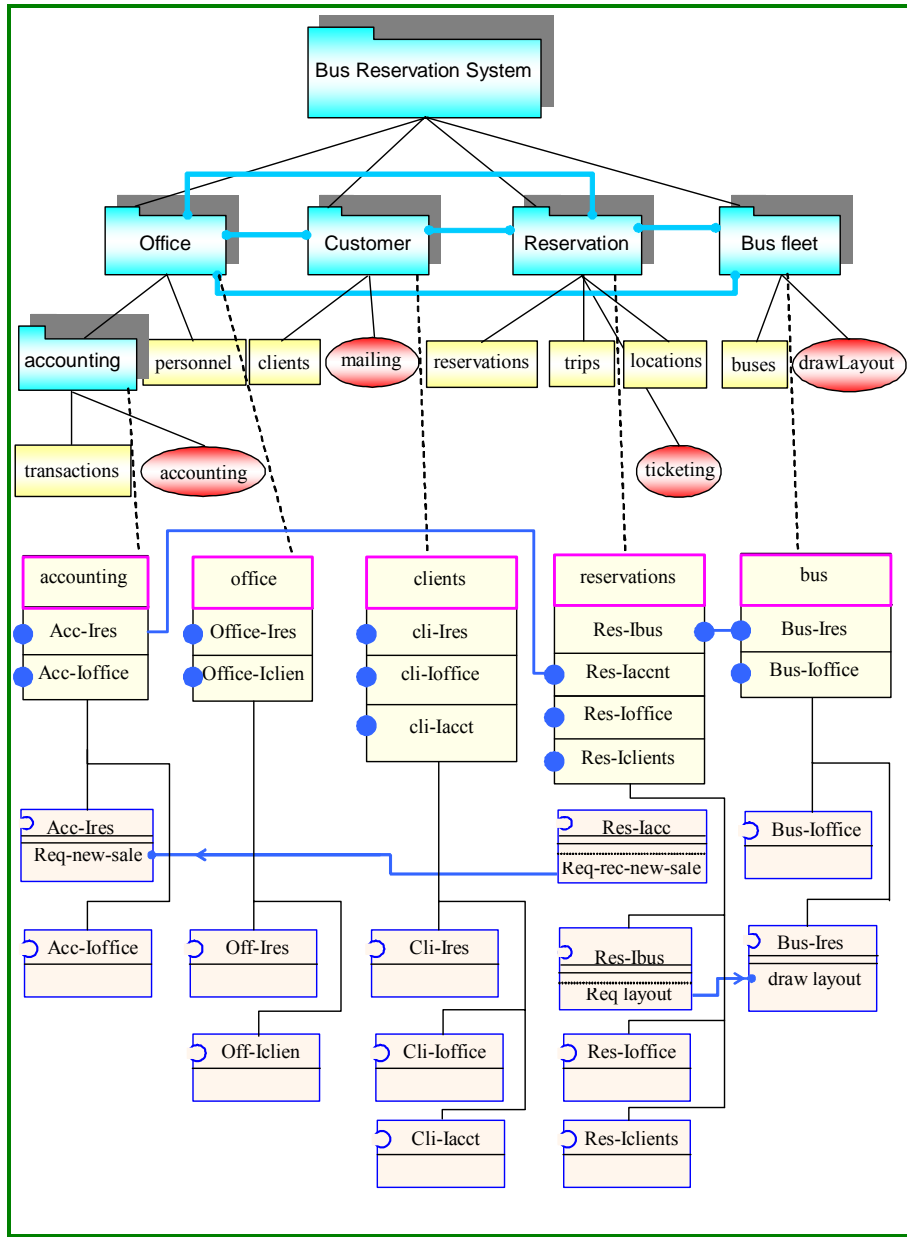 Bus Reservation System
Office
Customer
Reservation
Bus fleet
accounting
personnel
clients
mailing
reservations
trips
locations
buses
drawLayout
transactions
accounting
ticketing
accounting
office
clients
reservations
bus
Acc-Ires
Office-Ires
cli-Ires
Res-Ibus
Bus-Ires
Acc-Ioffice
Office-Iclien
cli-Ioffice
Res-Iaccnt
Bus-Ioffice
cli-Iacct
Res-Ioffice
Res-Iclients
Acc-Ires
Req-new-sale
Res-Iacc
Req-rec-new-sale
Bus-Ioffice
Acc-Ioffice
Off-Ires
Cli-Ires
Res-Ibus
Req layout
Bus-Ires
draw layout
Off-Iclien
Cli-Ioffice
Res-Ioffice
Cli-Iacct
Res-Iclients